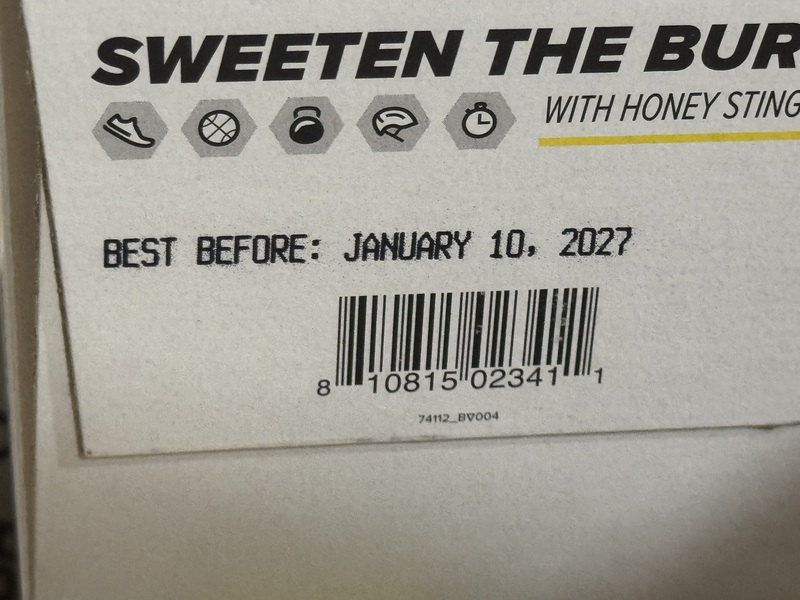 SWEETEN THE BUR
WITH HONEY STING
BEST BEFORE: JANUARY 10, 2027
8 10815 02341 1
74112_BV004